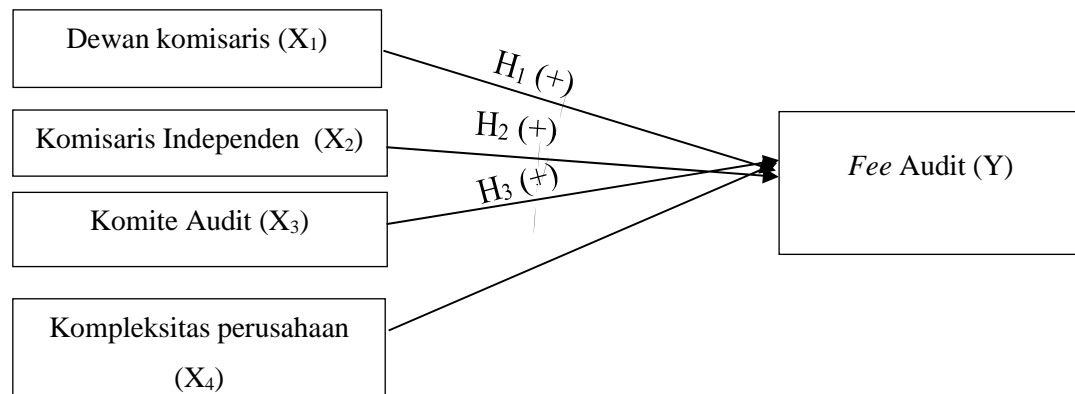 Dewan komisaris (X₁)
H₁ (+)
Komisaris Independen (X₂)
H₂ (+)
Fee Audit (Y)
Komite Audit (X₃)
H₃ (+)
Kompleksitas perusahaan
(X₄)